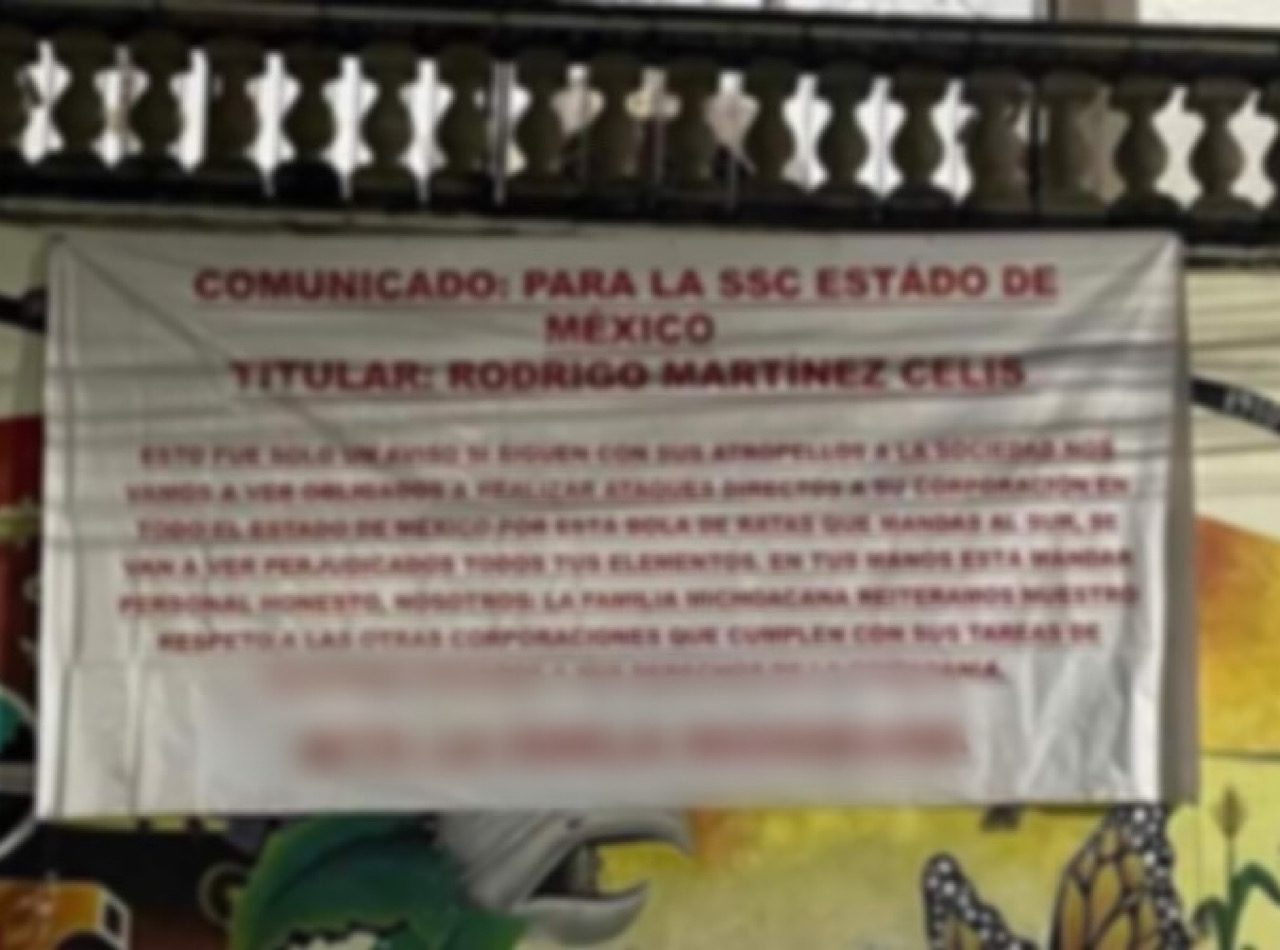 COMUNICADO: PARA LA SSC ESTÁDO DE
MÉXICO
TITULAR: RODRIGO MARTÍNEZ CELIS
ESTO FUE SOLO UN AVISO SI SIGUEN CON SUS ATROPELLOS A LA SOCIEDAD NOS
VAMOS A VER OBLIGADOS A REALIZAR ATAQUES DIRECTOS A SU CORPORACIÓN EN
TODO EL ESTADO DE MÉXICO POR ESTA BOLA DE RATAS QUE MANDAS AL SUR, SE
VAN A VER PERJUDICADOS TODOS TUS ELEMENTOS, EN TUS MANOS ESTA MANDAR
PERSONAL HONESTO, NOSOTROS: LA FAMILIA MICHOACANA REITERAMOS NUESTRO
RESPETO A LAS OTRAS CORPORACIONES QUE CUMPLEN CON SUS TAREAS DE
DERECHOS DE LA